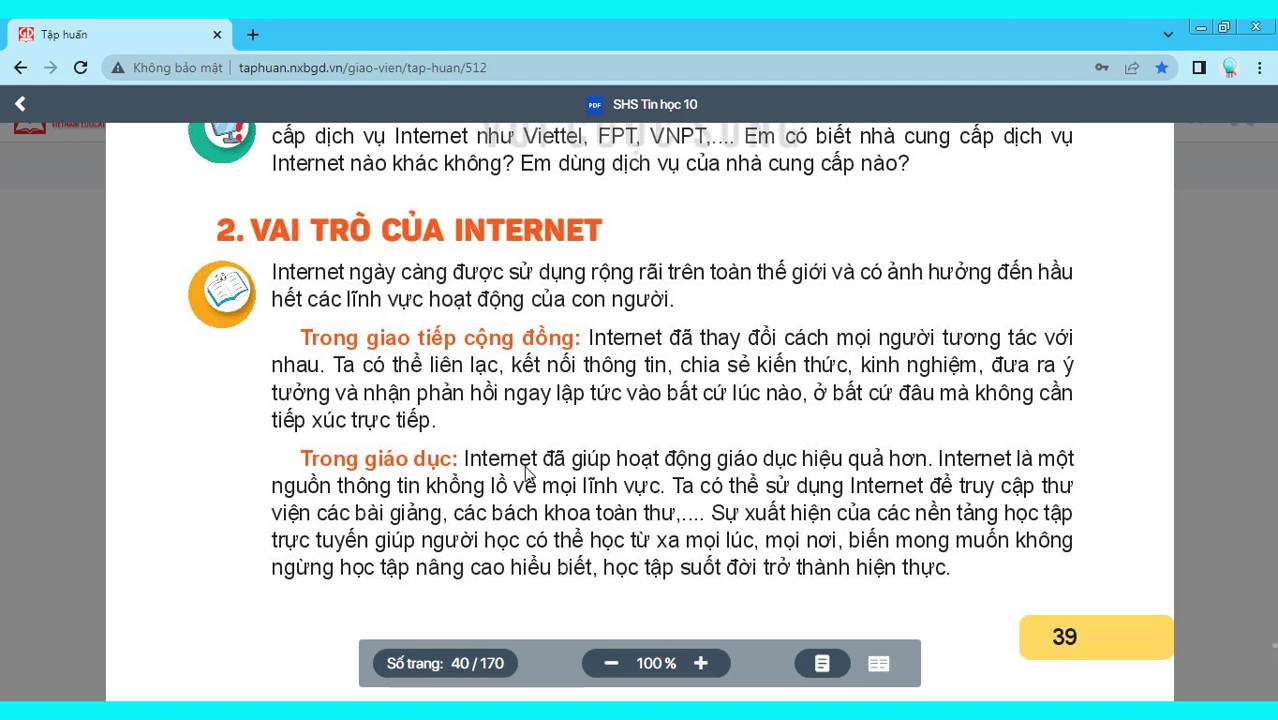 Tập huấn
Không bảo mật | taphuan.nxbgd.vn/giao-vien/tap-huan/512
PDF SHS Tin học 10
cấp dịch vụ Internet như Viettel, FPT, VNPT,.... Em có biết nhà cung cấp dịch vụ
Internet nào khác không? Em dùng dịch vụ của nhà cung cấp nào?
2. VAI TRÒ CỦA INTERNET
Internet ngày càng được sử dụng rộng rãi trên toàn thế giới và có ảnh hưởng đến hầu
hết các lĩnh vực hoạt động của con người.
Trong giao tiếp cộng đồng: Internet đã thay đổi cách mọi người tương tác với
nhau. Ta có thể liên lạc, kết nối thông tin, chia sẻ kiến thức, kinh nghiệm, đưa ra ý
tưởng và nhận phản hồi ngay lập tức vào bất cứ lúc nào, ở bất cứ đâu mà không cần
tiếp xúc trực tiếp.
Trong giáo dục: Internet đã giúp hoạt động giáo dục hiệu quả hơn. Internet là một
nguồn thông tin khổng lồ về mọi lĩnh vực. Ta có thể sử dụng Internet để truy cập thư
viện các bài giảng, các bách khoa toàn thư,.... Sự xuất hiện của các nền tảng học tập
trực tuyến giúp người học có thể học từ xa mọi lúc, mọi nơi, biến mong muốn không
ngừng học tập nâng cao hiểu biết, học tập suốt đời trở thành hiện thực.
39
Số trang: 40 / 170
100 %